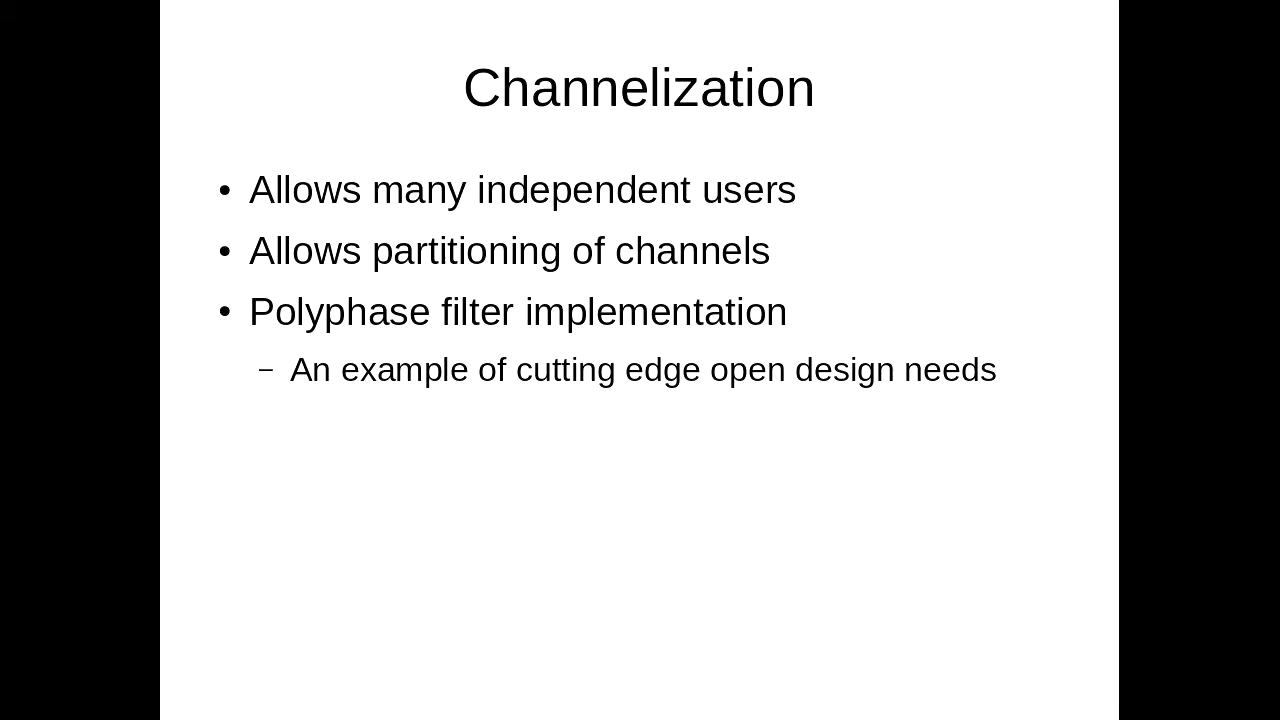 Channelization
• Allows many independent users
• Allows partitioning of channels
• Polyphase filter implementation
– An example of cutting edge open design needs